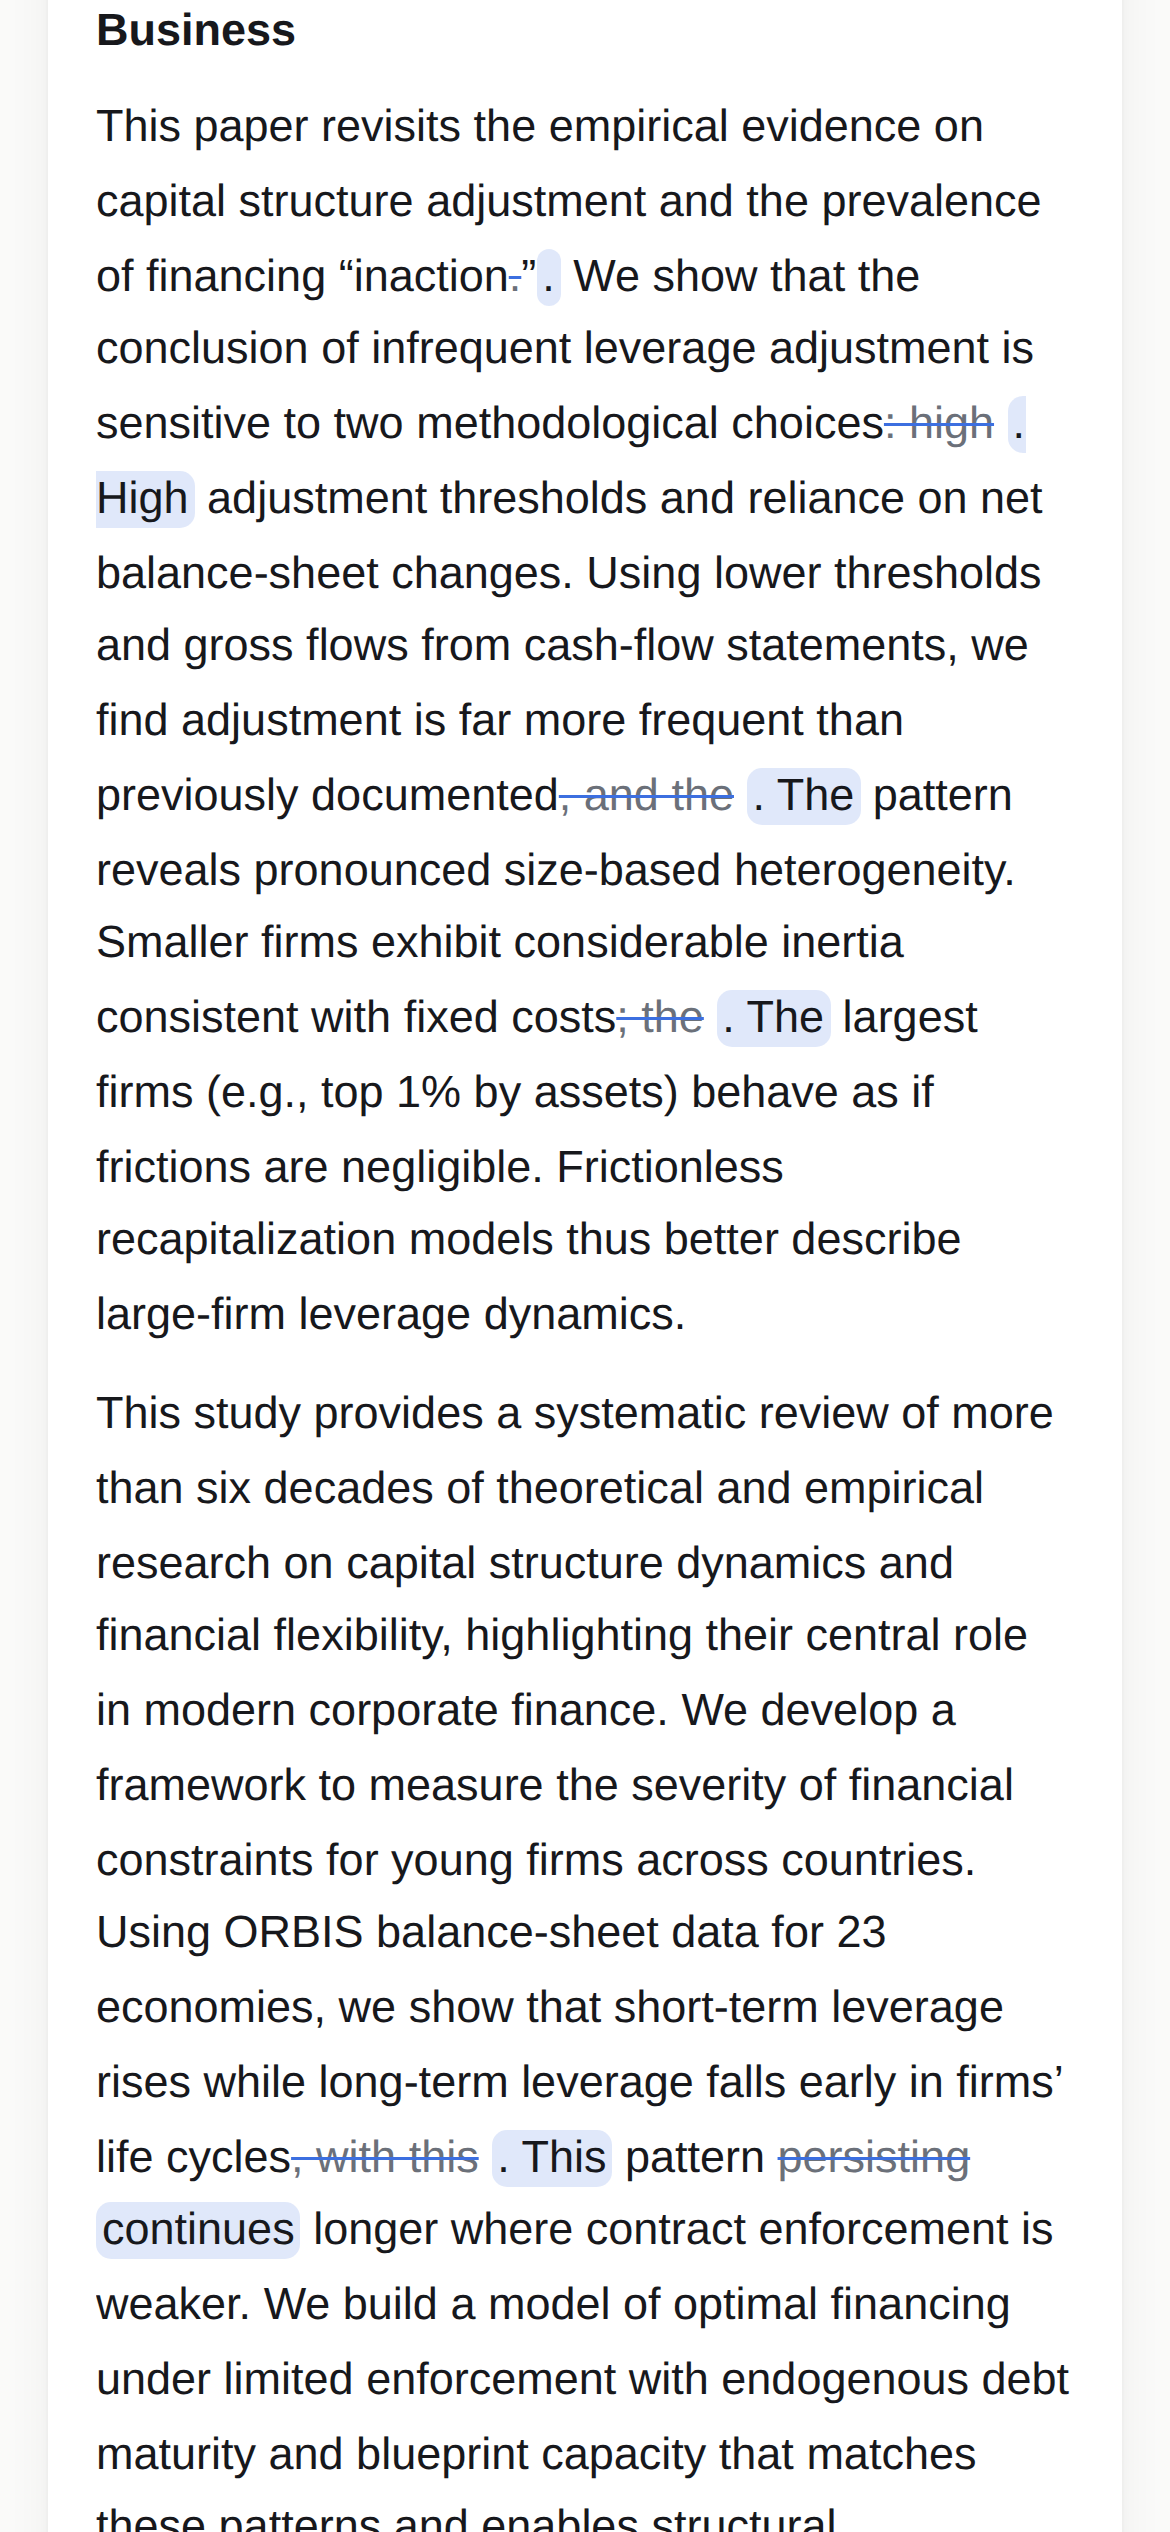 Business
This paper revisits the empirical evidence on
capital structure adjustment and the prevalence
of financing “inaction.”. We show that the
conclusion of infrequent leverage adjustment is
sensitive to two methodological choices: high .
High adjustment thresholds and reliance on net
balance-sheet changes. Using lower thresholds
and gross flows from cash-flow statements, we
find adjustment is far more frequent than
previously documented, and the . The pattern
reveals pronounced size-based heterogeneity.
Smaller firms exhibit considerable inertia
consistent with fixed costs; the . The largest
firms (e.g., top 1% by assets) behave as if
frictions are negligible. Frictionless
recapitalization models thus better describe
large-firm leverage dynamics.
This study provides a systematic review of more
than six decades of theoretical and empirical
research on capital structure dynamics and
financial flexibility, highlighting their central role
in modern corporate finance. We develop a
framework to measure the severity of financial
constraints for young firms across countries.
Using ORBIS balance-sheet data for 23
economies, we show that short-term leverage
rises while long-term leverage falls early in firms’
life cycles, with this . This pattern persisting
continues longer where contract enforcement is
weaker. We build a model of optimal financing
under limited enforcement with endogenous debt
maturity and blueprint capacity that matches
these patterns and enables structural